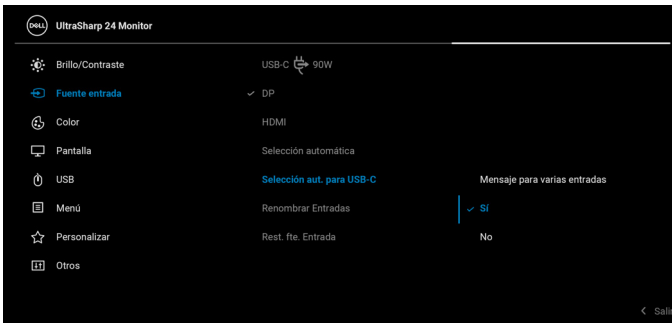 DELL UltraSharp 24 Monitor
Brillo/Contraste
Fuente entrada
Color
Pantalla
USB
Menú
Personalizar
Otros
USB-C 90W
DP
HDMI
Selección automática
Selección aut. para USB-C
Renombrar Entradas
Rest. fte. Entrada
Mensaje para varias entradas
Sí
No
Salir